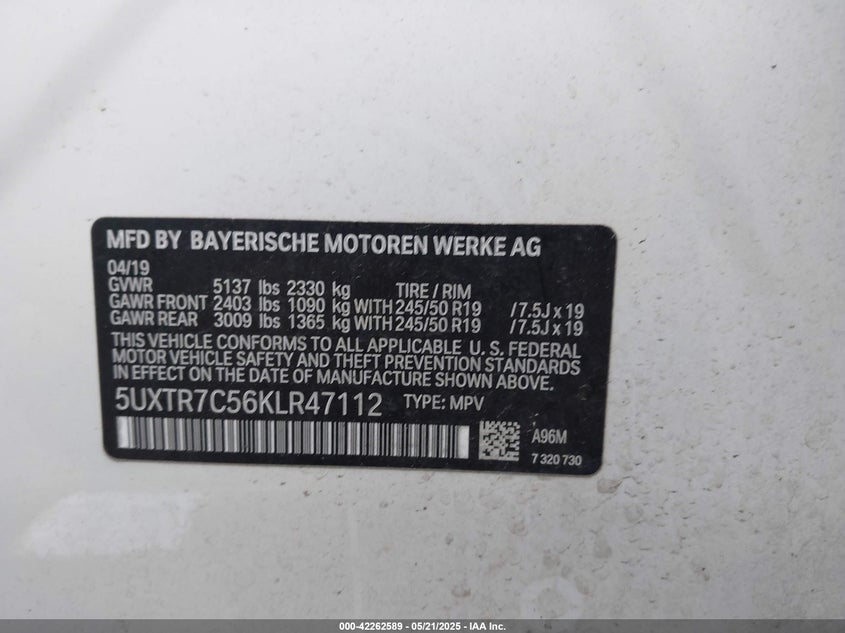 MFD BY BAYERISCHE MOTOREN WERKE AG
04/19
GVWR 5137 lbs 2330 kg TIRE / RIM
GAWR FRONT 2403 lbs 1090 kg WITH 245/50 R19 / 7.5J x 19
GAWR REAR 3009 lbs 1365 kg WITH 245/50 R19 / 7.5J x 19
THIS VEHICLE CONFORMS TO ALL APPLICABLE U. S. FEDERAL
MOTOR VEHICLE SAFETY AND THEFT PREVENTION STANDARDS
IN EFFECT ON THE DATE OF MANUFACTURE SHOWN ABOVE.
5UXTR7C56KLR47112 TYPE: MPV
A96M
7 320 730
000-42262589 - 05/21/2025 - IAA Inc.